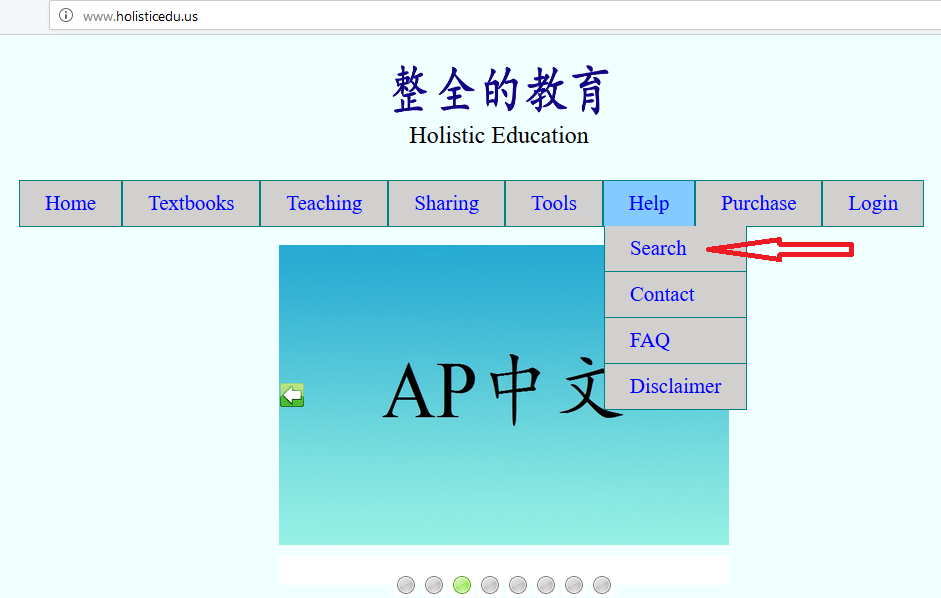 www.holisticedu.us
整全的教育
Holistic Education
Home Textbooks Teaching Sharing Tools Help Purchase Login
Search
Contact
FAQ
Disclaimer
AP中文